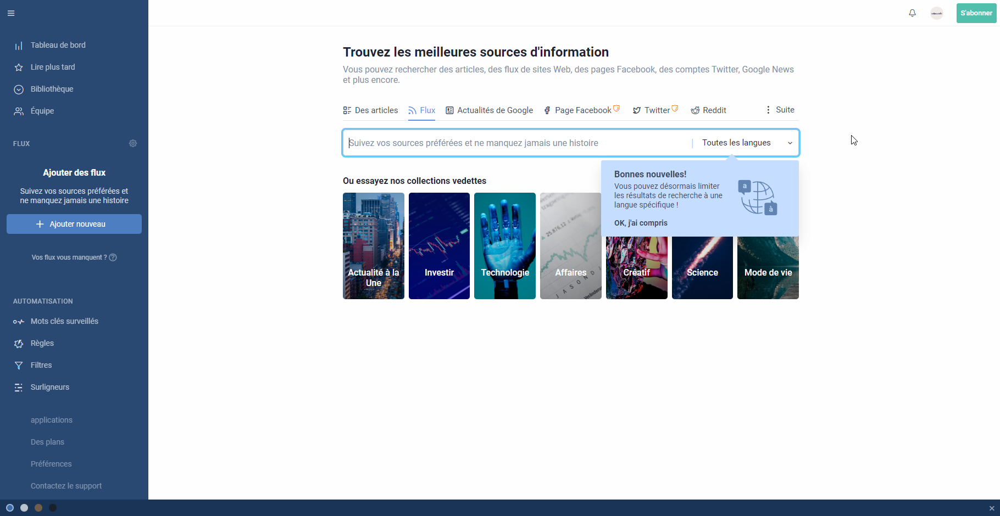 S'abonner
Tableau de bord
Lire plus tard
Bibliothèque
Équipe
FLUX
Ajouter des flux
Suivez vos sources préférées et
ne manquez jamais une histoire
Ajouter nouveau
Vos flux vous manquent ?
AUTOMATISATION
Mots clés surveillés
Règles
Filtres
Surligneurs
applications
Des plans
Préférences
Contactez le support
Trouvez les meilleures sources d'information
Vous pouvez rechercher des articles, des flux de sites Web, des pages Facebook, des comptes Twitter, Google News
et plus encore.
Des articles Flux Actualités de Google Page Facebook Twitter Reddit Suite
Suivez vos sources préférées et ne manquez jamais une histoire Toutes les langues
Bonnes nouvelles!
Vous pouvez désormais limiter
les résultats de recherche à une
langue spécifique !
OK, j'ai compris
a
à
Ou essayez nos collections vedettes
Actualité à la
Une
Investir
Technologie
25.876,12
J A S O N D J
Affaires
Créatif
Science
Mode de vie